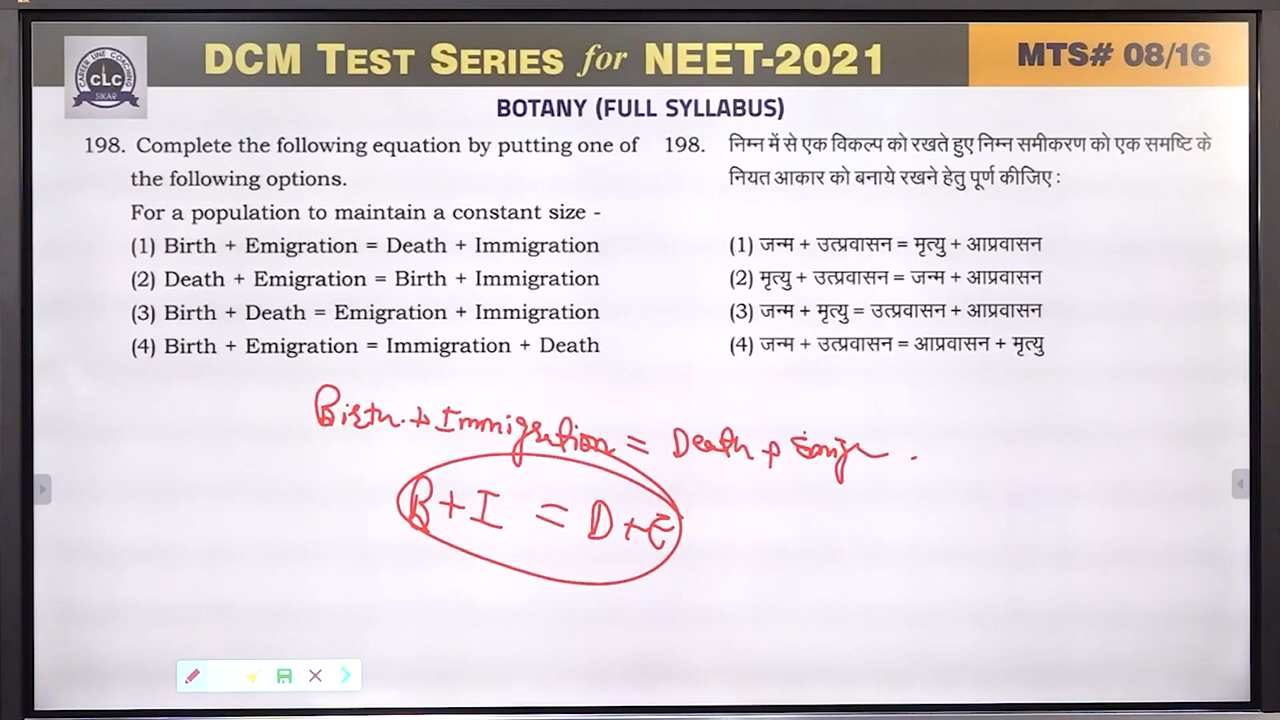 DCM TEST SERIES for NEET-2021
MTS# 08/16
CAREER LINE COACHING
CLC
SIKAR
BOTANY (FULL SYLLABUS)
198. Complete the following equation by putting one of
the following options.
For a population to maintain a constant size -
(1) Birth + Emigration = Death + Immigration
(2) Death + Emigration = Birth + Immigration
(3) Birth + Death = Emigration + Immigration
(4) Birth + Emigration = Immigration + Death
198. निम्न में से एक विकल्प को रखते हुए निम्न समीकरण को एक समष्टि के
नियत आकार को बनाये रखने हेतु पूर्ण कीजिए :
(1) जन्म + उत्प्रवासन = मृत्यु + आप्रवासन
(2) मृत्यु + उत्प्रवासन = जन्म + आप्रवासन
(3) जन्म + मृत्यु = उत्प्रवासन + आप्रवासन
(4) जन्म + उत्प्रवासन = आप्रवासन + मृत्यु
Birth + Immigration = Death +
B+I = D+E